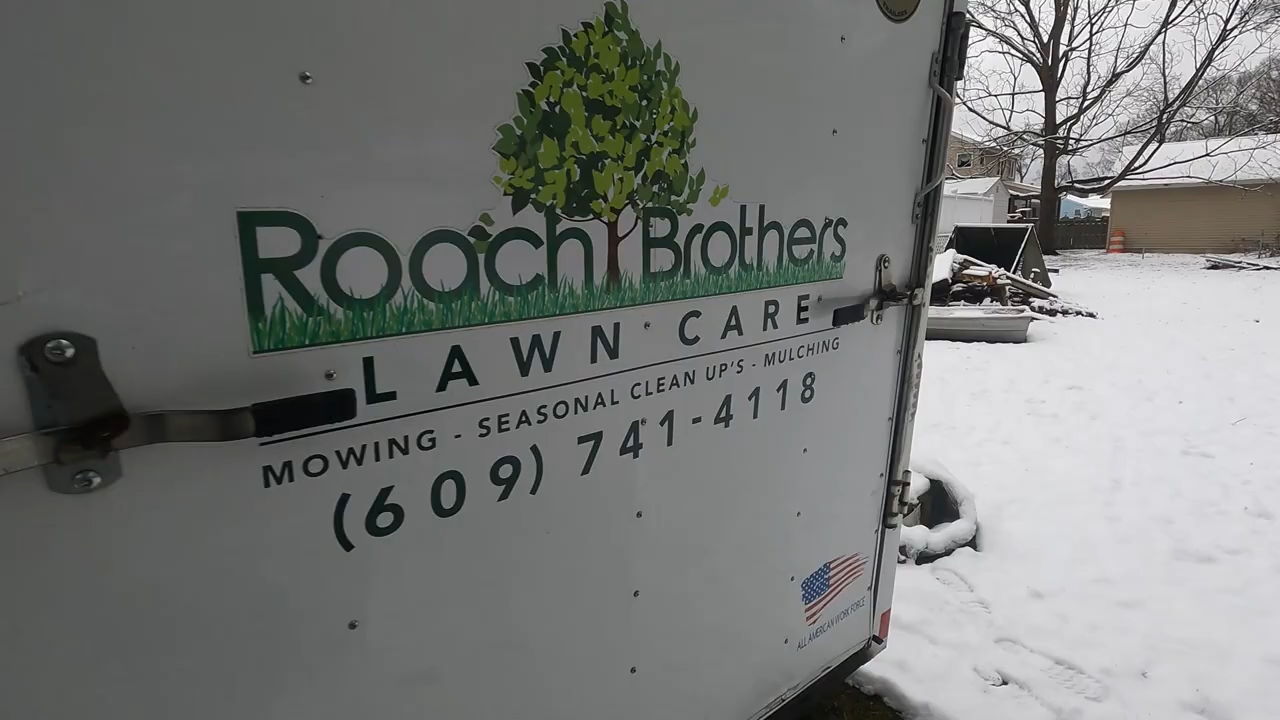 Roach Brothers
LAWN CARE
MOWING - SEASONAL CLEAN UP'S - MULCHING
(609) 741-4118
ALL AMERICAN WORK FORCE